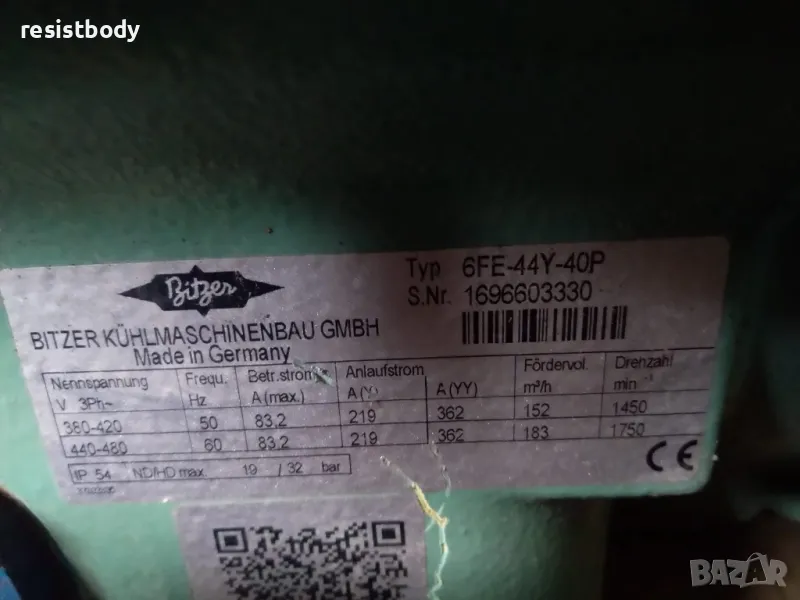 resistbody
Bitzer
Typ 6FE-44Y-40P
S.Nr. 1696603330
BITZER KÜHLMASCHINENBAU GMBH
Made in Germany
Nennspannung Frequ. Betr.strom Anlaufstrom Fördervol. Drehzahl
V 3Ph~ Hz A (max.) A (Y) A (YY) m³/h min⁻¹
380-420 50 83,2 219 362 152 1450
440-480 60 83,2 219 362 183 1750
IP 54 ND/HD max. 19 / 32 bar
CE
BAZAR